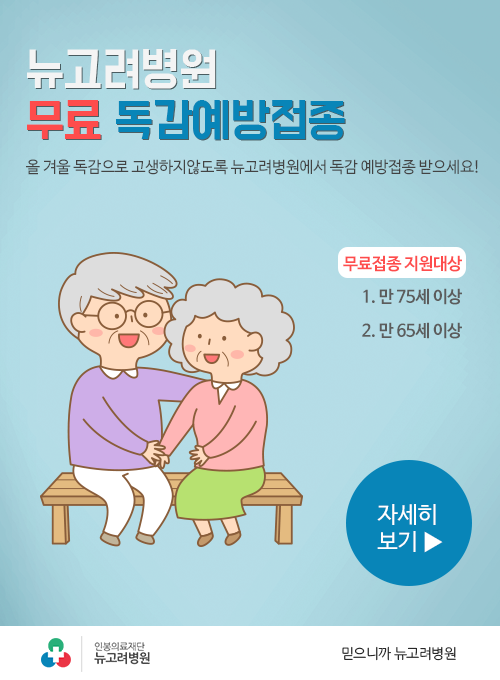 뉴고려병원
무료 독감예방접종
올 겨울 독감으로 고생하지않도록 뉴고려병원에서 독감 예방접종 받으세요!
무료접종 지원대상
1. 만 75세 이상
2. 만 65세 이상
자세히
보기 ▶
인봉의료재단
뉴고려병원
믿으니까 뉴고려병원